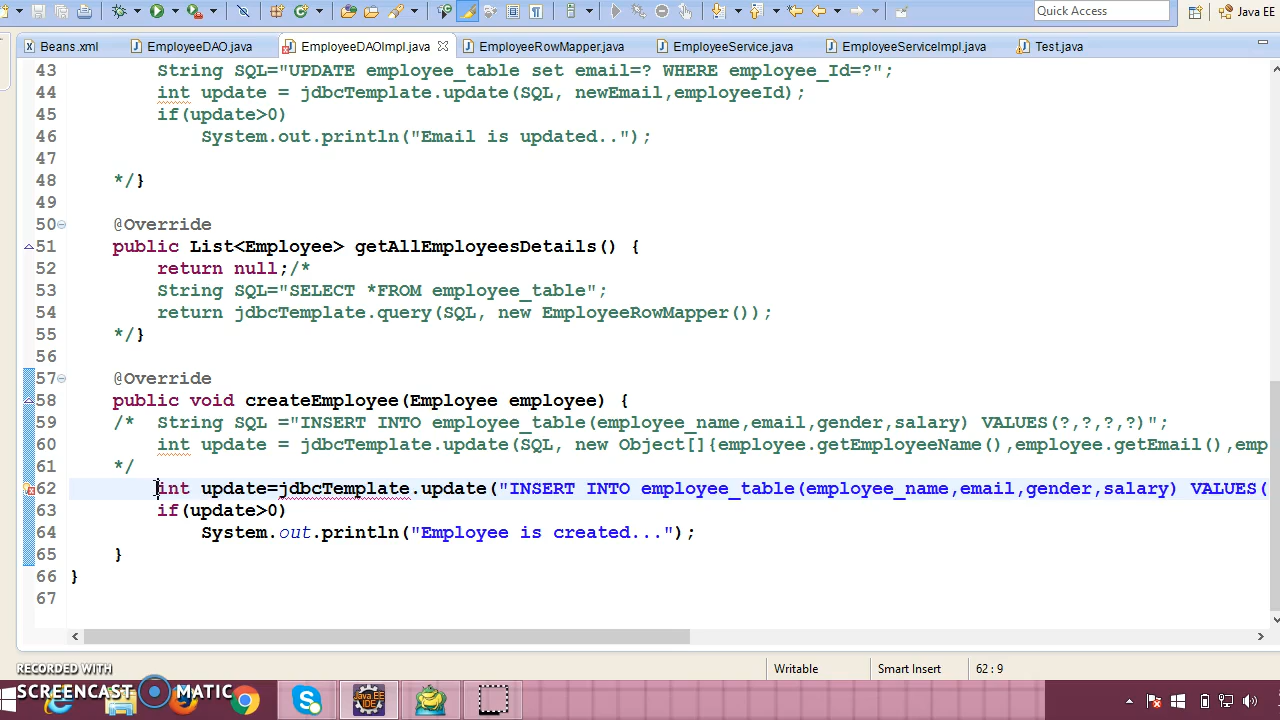 Quick Access
Java EE
Beans.xml
EmployeeDAO.java
EmployeeDAOImpl.java
EmployeeRowMapper.java
EmployeeService.java
EmployeeServiceImpl.java
Test.java
43 String SQL="UPDATE employee_table set email=? WHERE employee_Id=?";
44 int update = jdbcTemplate.update(SQL, newEmail,employeeId);
45 if(update>0)
46 System.out.println("Email is updated..");
47
48 */}
49
50 @Override
51 public List<Employee> getAllEmployeesDetails() {
52 return null;/*
53 String SQL="SELECT *FROM employee_table";
54 return jdbcTemplate.query(SQL, new EmployeeRowMapper());
55 */}
56
57 @Override
58 public void createEmployee(Employee employee) {
59 /* String SQL ="INSERT INTO employee_table(employee_name,email,gender,salary) VALUES(?,?,?,?)";
60 int update = jdbcTemplate.update(SQL, new Object[]{employee.getEmployeeName(),employee.getEmail(),emp
61 */
62 int update=jdbcTemplate.update("INSERT INTO employee_table(employee_name,email,gender,salary) VALUES(
63 if(update>0)
64 System.out.println("Employee is created...");
65 }
66 }
67
Writable
Smart Insert
62 : 9
RECORDED WITH
SCREENCAST MATIC
Java EE
IDE